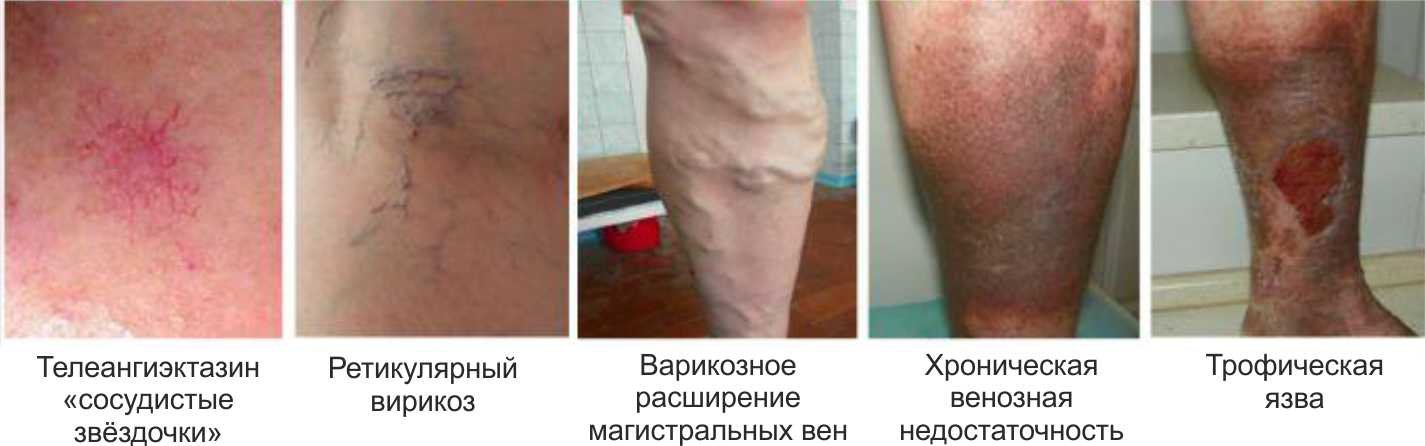 Телеангиэктазин
«сосудистые
звёздочки»
Ретикулярный
вирикоз
Варикозное
расширение
магистральных вен
Хроническая
венозная
недостаточность
Трофическая
язва